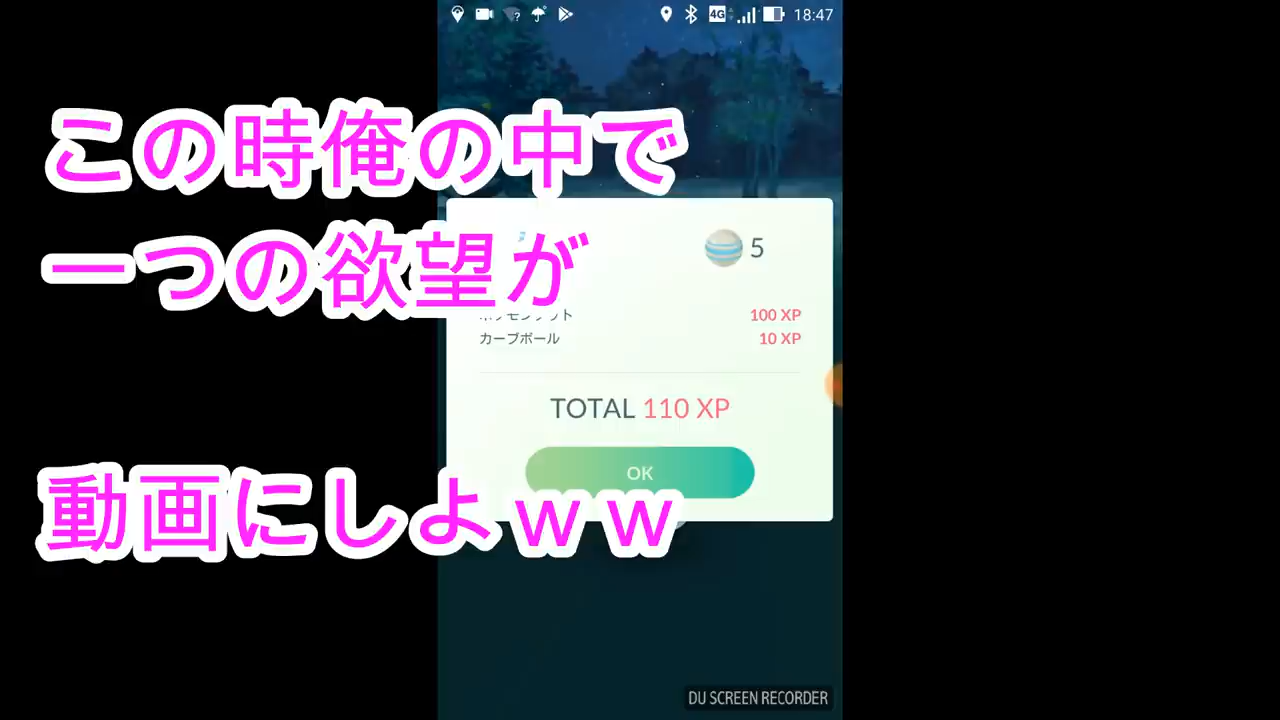 18:47
この時俺の中で
一つの欲望が
5
100 XP
カーブボール 10 XP
TOTAL 110 XP
OK
動画にしよｗｗ
DU SCREEN RECORDER